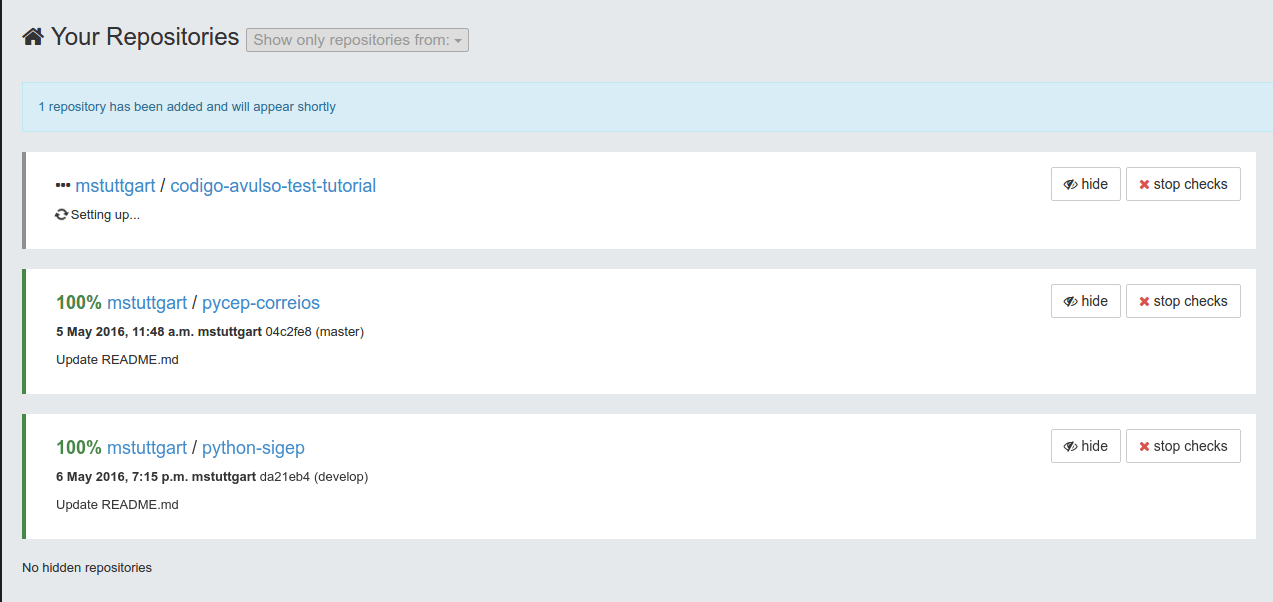 Your Repositories Show only repositories from:
1 repository has been added and will appear shortly
mstuttgart / codigo-avulso-test-tutorial hide stop checks
Setting up...
100% mstuttgart / pycep-correios hide stop checks
5 May 2016, 11:48 a.m. mstuttgart 04c2fe8 (master)
Update README.md
100% mstuttgart / python-sigep hide stop checks
6 May 2016, 7:15 p.m. mstuttgart da21eb4 (develop)
Update README.md
No hidden repositories